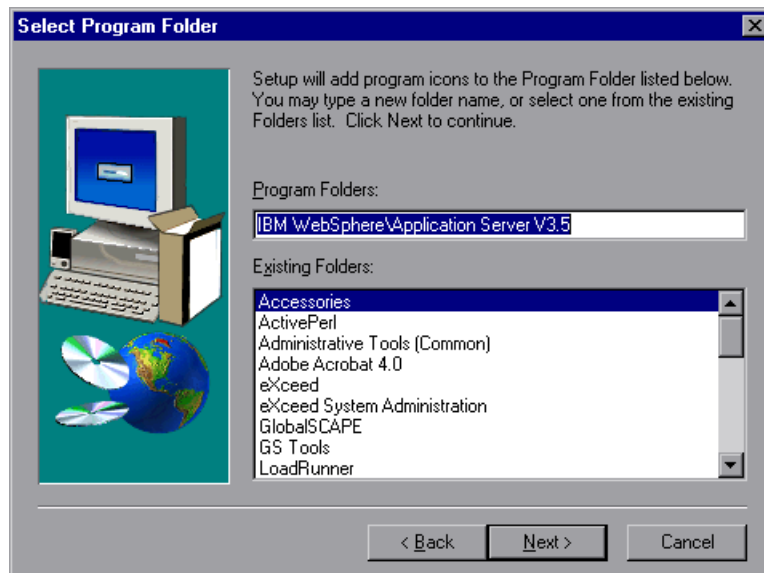 Select Program Folder
Setup will add program icons to the Program Folder listed below.
You may type a new folder name, or select one from the existing
Folders list.  Click Next to continue.
Program Folders:
IBM WebSphere\Application Server V3.5
Existing Folders:
Accessories
ActivePerl
Administrative Tools (Common)
Adobe Acrobat 4.0
eXceed
eXceed System Administration
GlobalSCAPE
GS Tools
LoadRunner
< Back
Next >
Cancel